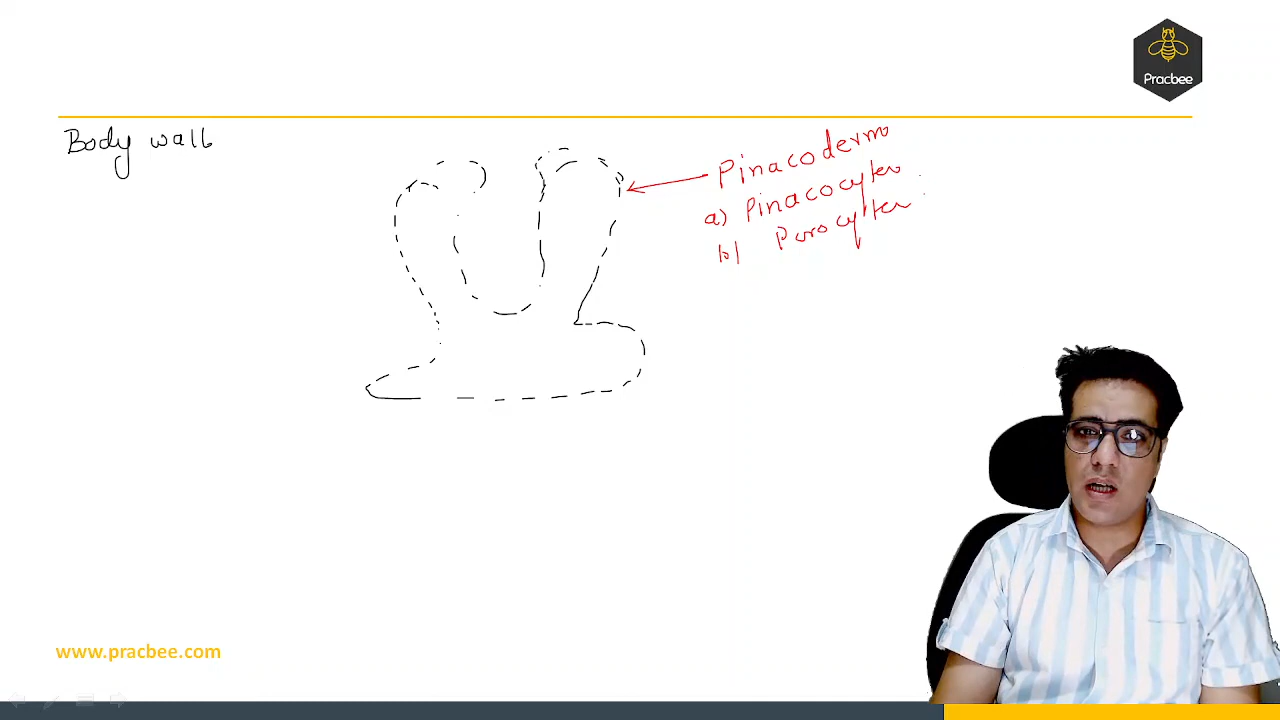 Pracbee
Body wall
Pinacoderm
a) Pinacocytes
b) Porocytes
www.pracbee.com